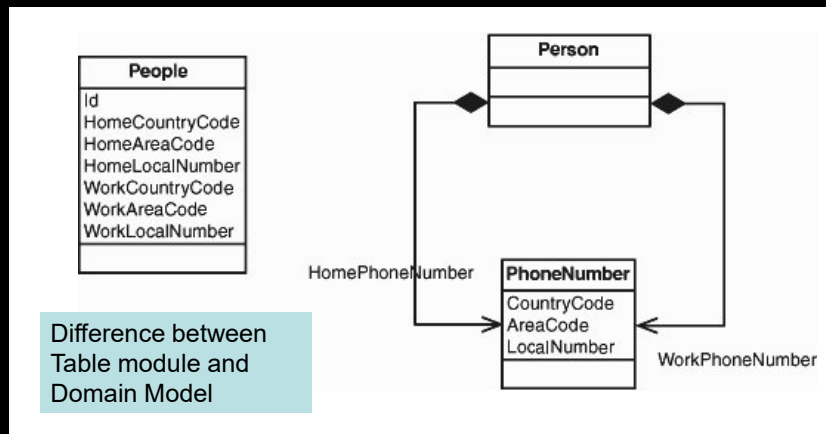 People
Id
HomeCountryCode
HomeAreaCode
HomeLocalNumber
WorkCountryCode
WorkAreaCode
WorkLocalNumber
Person
HomePhoneNumber
PhoneNumber
CountryCode
AreaCode
LocalNumber
WorkPhoneNumber
Difference between
Table module and
Domain Model